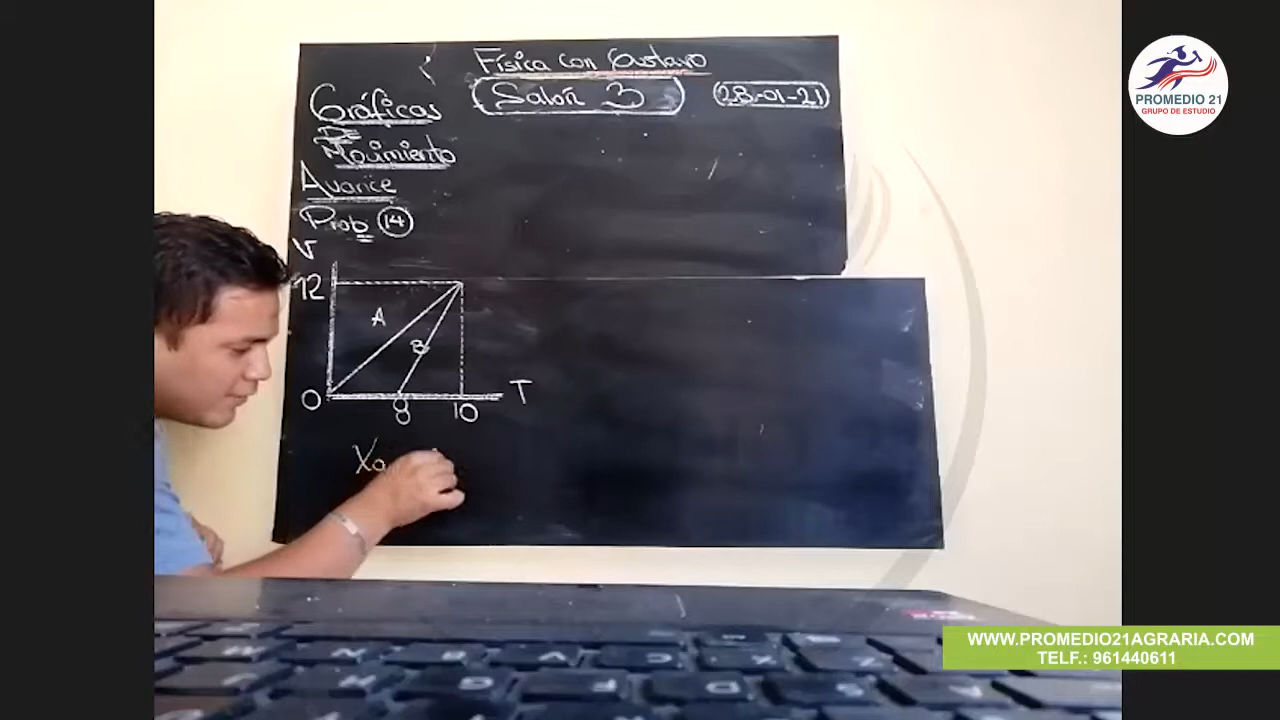 Física con Gustavo
Salón 3
28-01-21
Gráficas
De
Movimiento
Avance
Prob 14
V
12
A
B
0
8
10
T
Xo
PROMEDIO 21
GRUPO DE ESTUDIO
WWW.PROMEDIO21AGRARIA.COM
TELF.: 961440611